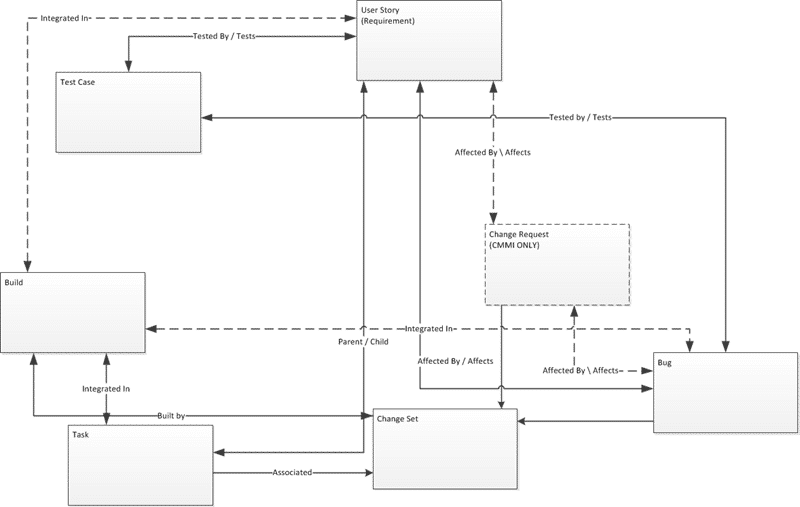 User Story
(Requirement)
Integrated In
Tested By / Tests
Test Case
Tested by / Tests
Affected By \ Affects
Change Request
(CMMI ONLY)
Build
Integrated In
Parent / Child
Affected By / Affects
Affected By \ Affects
Bug
Integrated In
Built by
Change Set
Task
Associated